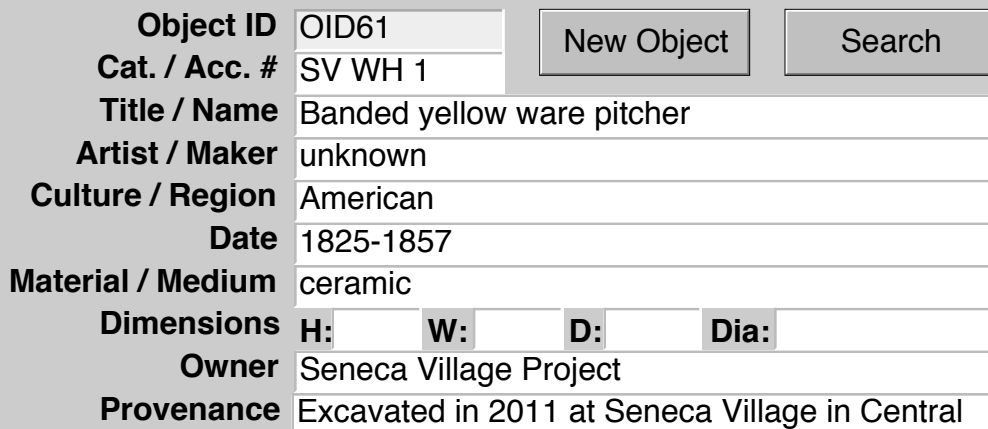 Object ID OID61 New Object Search
Cat. / Acc. # SV WH 1
Title / Name Banded yellow ware pitcher
Artist / Maker unknown
Culture / Region American
Date 1825-1857
Material / Medium ceramic
Dimensions H: W: D: Dia:
Owner Seneca Village Project
Provenance Excavated in 2011 at Seneca Village in Central